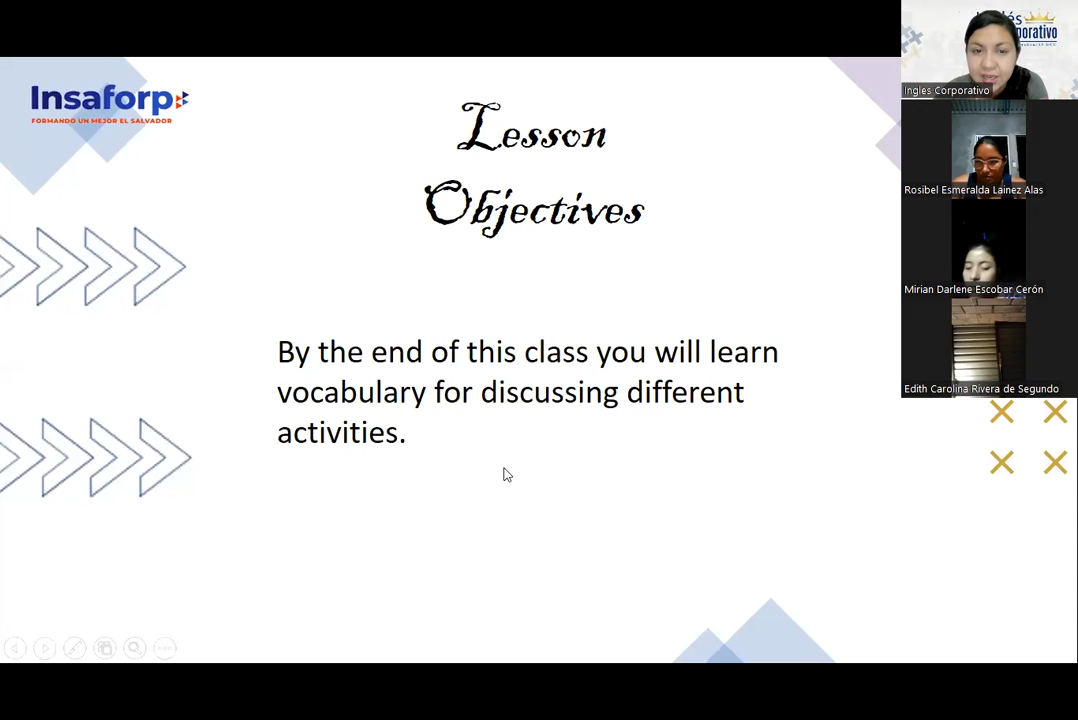 Insaforp
FORMANDO UN MEJOR EL SALVADOR
Lesson
Objectives
By the end of this class you will learn
vocabulary for discussing different
activities.
Ingles Corporativo
Rosibel Esmeralda Lainez Alas
Mirian Darlene Escobar Cerón
Edith Carolina Rivera de Segundo